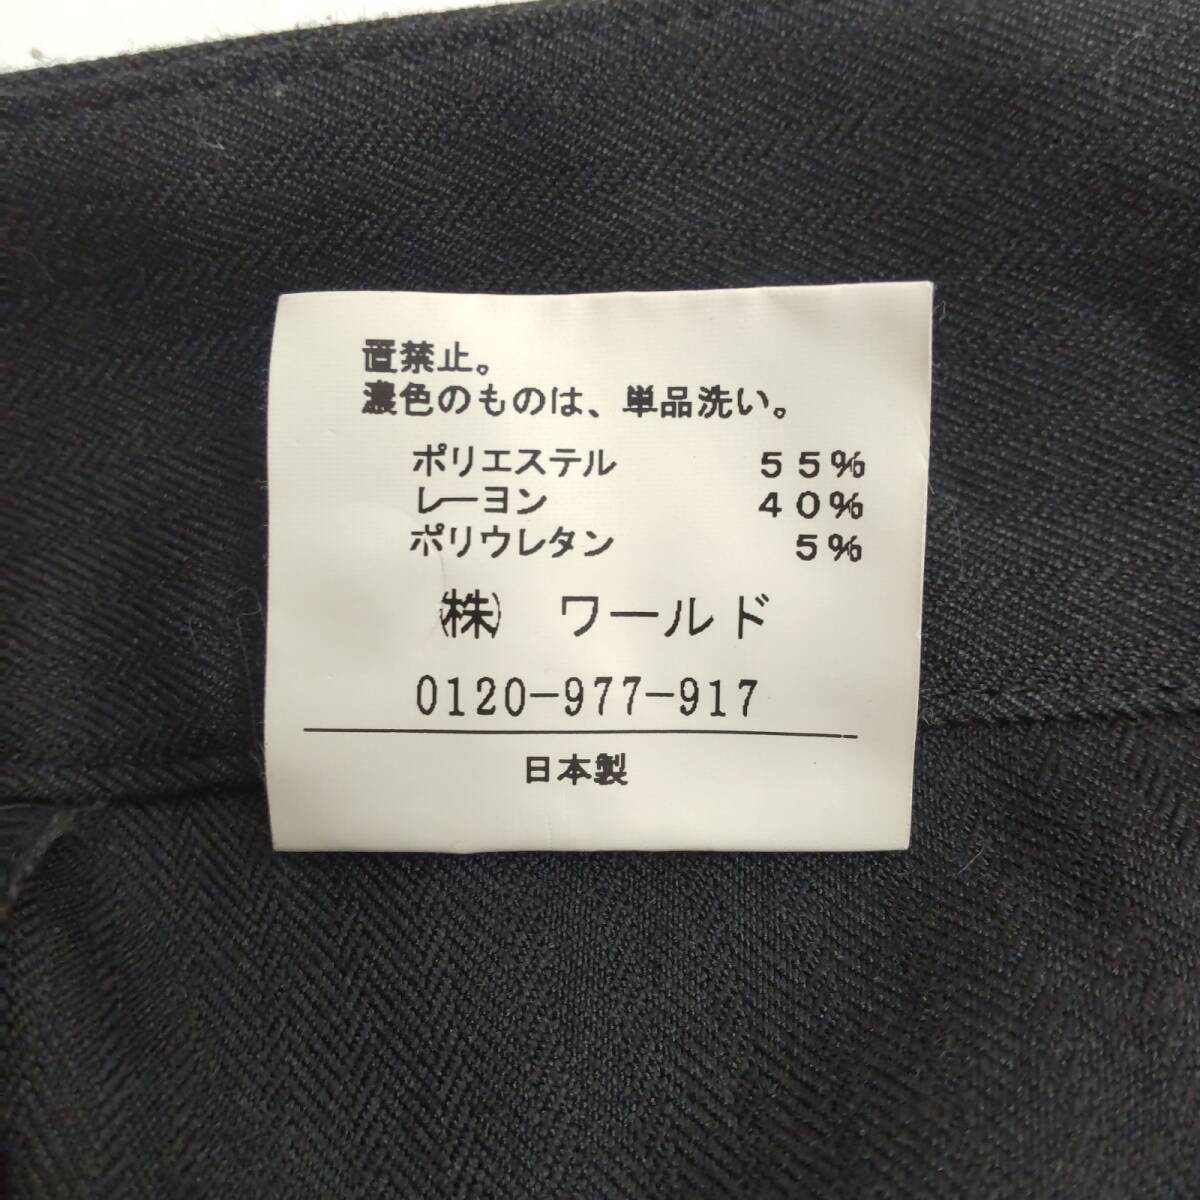 置禁止。
濃色のものは、単品洗い。
ポリエステル 55%
レーヨン 40%
ポリウレタン 5%
㈱ ワールド
0120-977-917
日本製